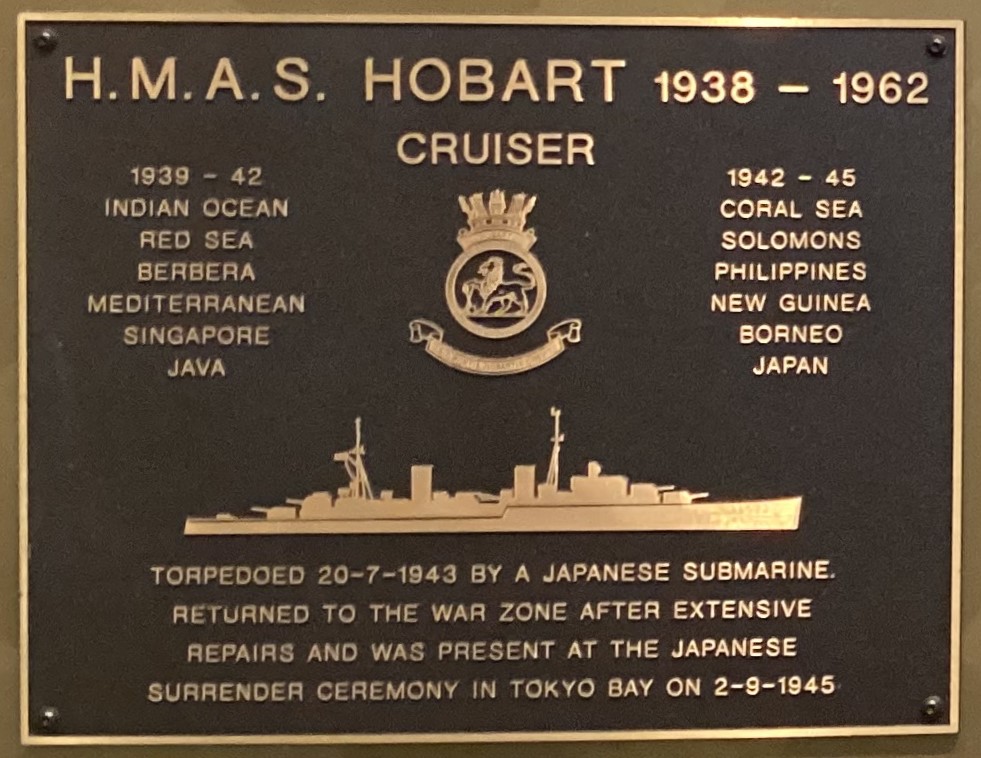 H.M.A.S. HOBART 1938 – 1962
CRUISER
1939 - 42
INDIAN OCEAN
RED SEA
BERBERA
MEDITERRANEAN
SINGAPORE
JAVA
1942 - 45
CORAL SEA
SOLOMONS
PHILIPPINES
NEW GUINEA
BORNEO
JAPAN
TORPEDOED 20-7-1943 BY A JAPANESE SUBMARINE.
RETURNED TO THE WAR ZONE AFTER EXTENSIVE
REPAIRS AND WAS PRESENT AT THE JAPANESE
SURRENDER CEREMONY IN TOKYO BAY ON 2-9-1945